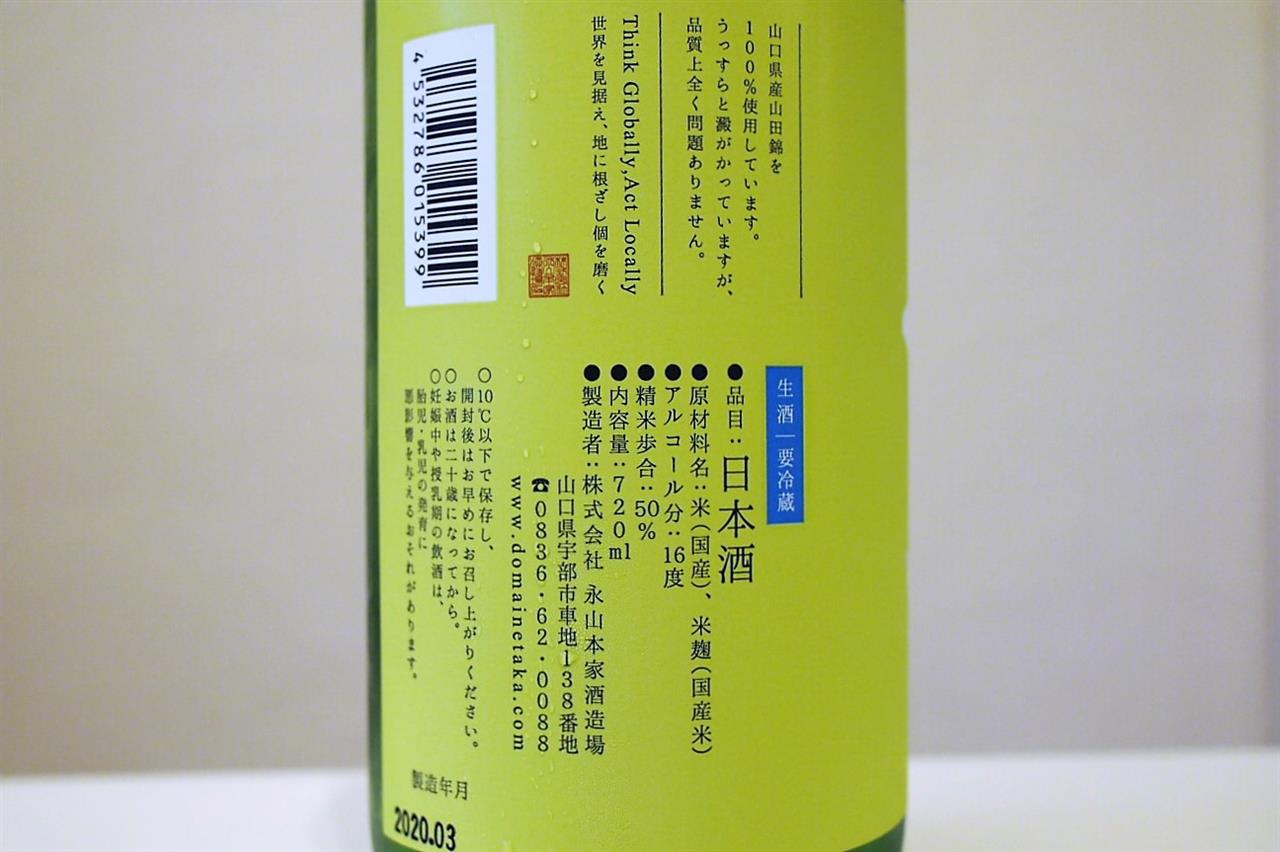 山口県産山田錦を
100%使用しています。
うっすらと澱がかっていますが、
品質上全く問題ありません。
Think Globally,Act Locally
世界を見据え、地に根ざし個を磨く
4 532786 015399
生酒|要冷蔵
●品目:日本酒
●原材料名:米(国産)、米麹(国産米)
●アルコール分:16度
●精米歩合:50%
●内容量:720ml
●製造者:株式会社 永山本家酒造場
山口県宇部市車地138番地
☎0836・62・0088
www.domainetaka.com
○10℃以下で保存し、
開封後はお早めにお召し上がりください。
○お酒は二十歳になってから。
○妊娠中や授乳期の飲酒は、
胎児・乳児の発育に
悪影響を与えるおそれがあります。
製造年月
2020.03